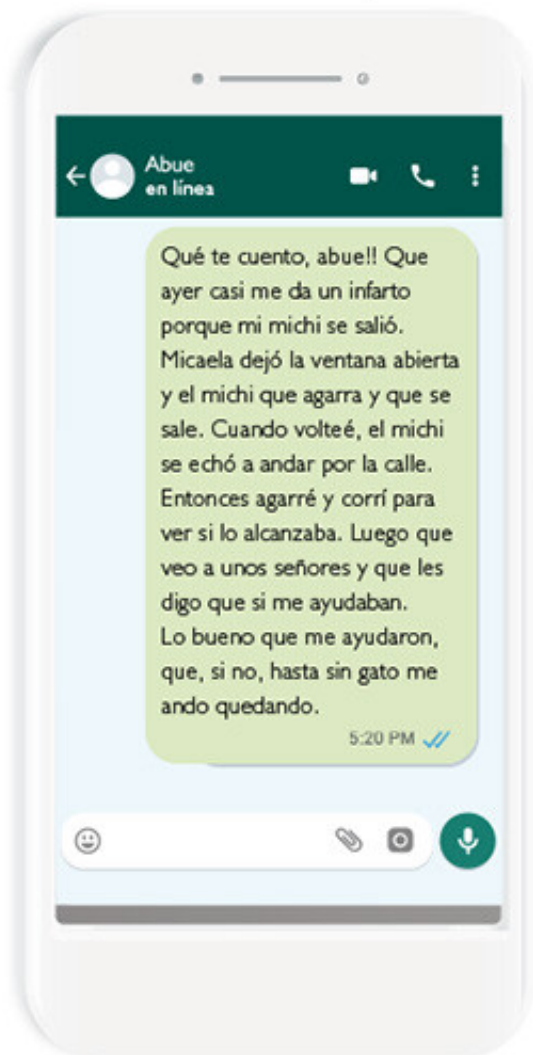 Abue
en línea
Qué te cuento, abue!! Que
ayer casi me da un infarto
porque mi michi se salió.
Micaela dejó la ventana abierta
y el michi que agarra y que se
sale. Cuando volteé, el michi
se echó a andar por la calle.
Entonces agarré y corrí para
ver si lo alcanzaba. Luego que
veo a unos señores y que les
digo que si me ayudaban.
Lo bueno que me ayudaron,
que, si no, hasta sin gato me
ando quedando.
5:20 PM